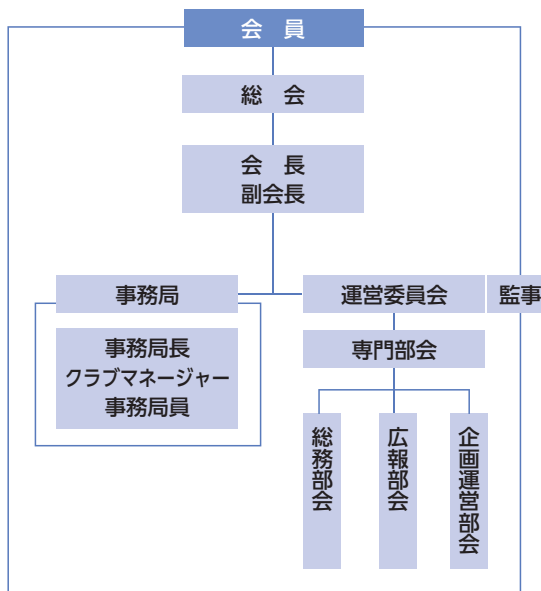 会　員
総　会
会　長
副会長
事務局
運営委員会
監事
事務局長
クラブマネージャー
事務局員
専門部会
総務部会
広報部会
企画運営部会